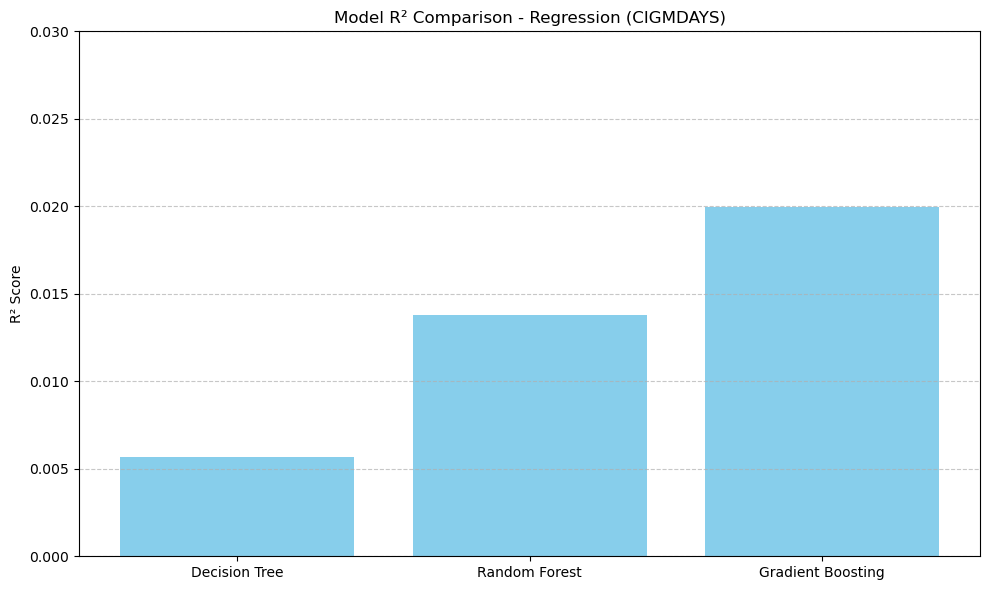 Model R² Comparison - Regression (CIGMDAYS)
0.030
0.025
0.020
0.015
0.010
0.005
0.000
R² Score
Decision Tree
Random Forest
Gradient Boosting